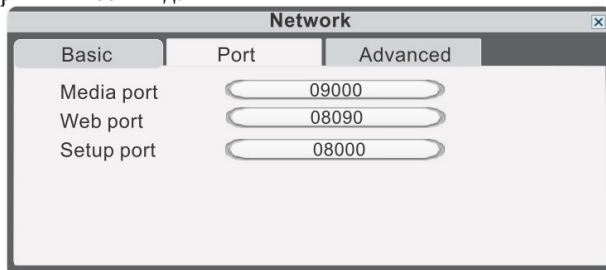 Network
Basic Port Advanced
Media port 09000
Web port 08090
Setup port 08000